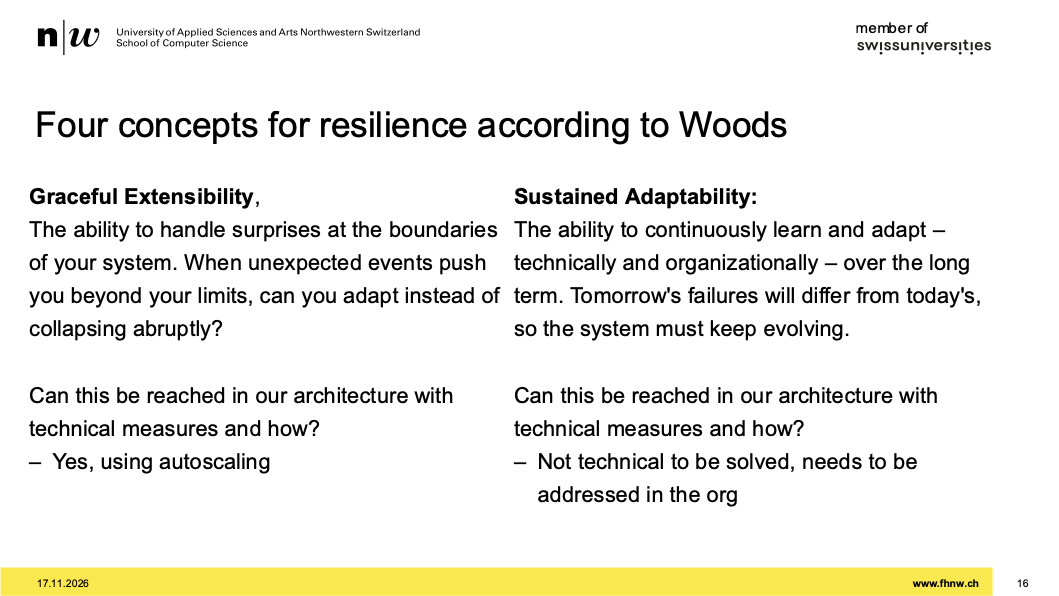 n|w University of Applied Sciences and Arts Northwestern Switzerland
School of Computer Science
member of
swissuniversities
Four concepts for resilience according to Woods
Graceful Extensibility,
The ability to handle surprises at the boundaries
of your system. When unexpected events push
you beyond your limits, can you adapt instead of
collapsing abruptly?
Can this be reached in our architecture with
technical measures and how?
– Yes, using autoscaling
Sustained Adaptability:
The ability to continuously learn and adapt –
technically and organizationally – over the long
term. Tomorrow's failures will differ from today's,
so the system must keep evolving.
Can this be reached in our architecture with
technical measures and how?
– Not technical to be solved, needs to be
addressed in the org
17.11.2026
www.fhnw.ch
16